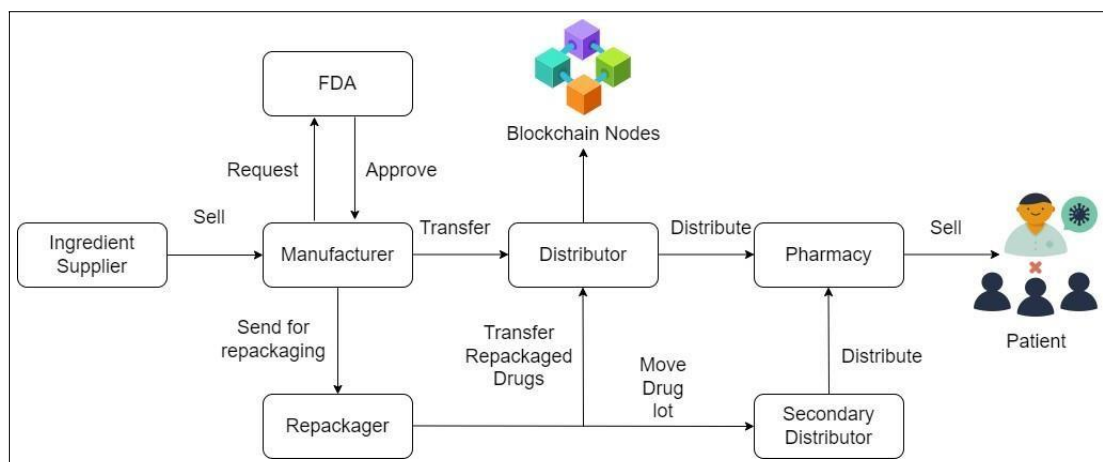 FDA
Blockchain Nodes
Request
Approve
Sell
Transfer
Distribute
Sell
Ingredient
Supplier
Manufacturer
Distributor
Pharmacy
Patient
Send for
repackaging
Transfer
Repackaged
Drugs
Move
Drug
lot
Distribute
Repackager
Secondary
Distributor